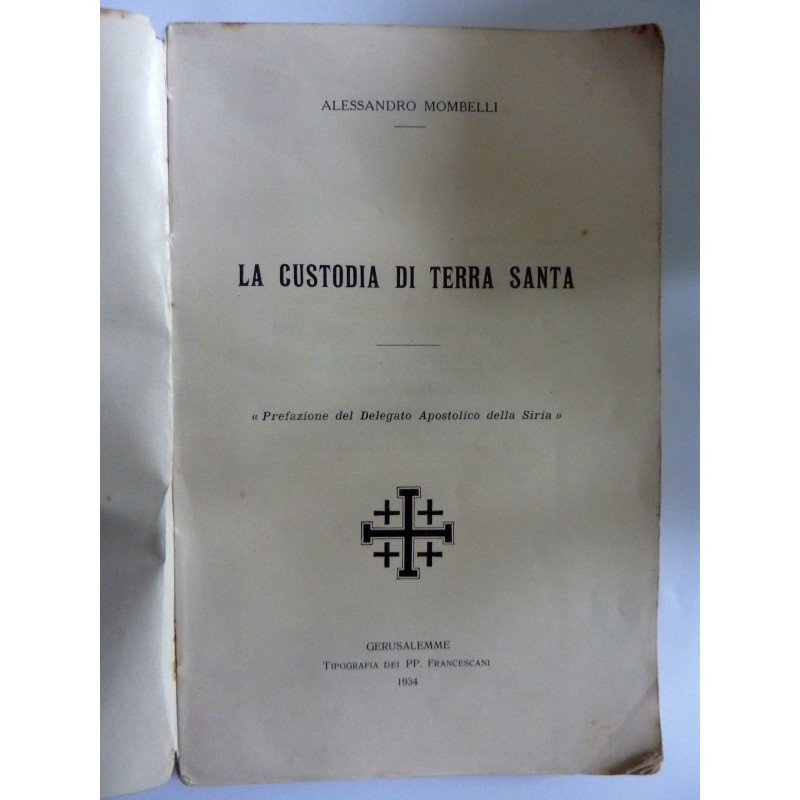 ALESSANDRO MOMBELLI
LA CUSTODIA DI TERRA SANTA
« Prefazione del Delegato Apostolico della Siria »
GERUSALEMME
TIPOGRAFIA DEI PP. FRANCESCANI
1934